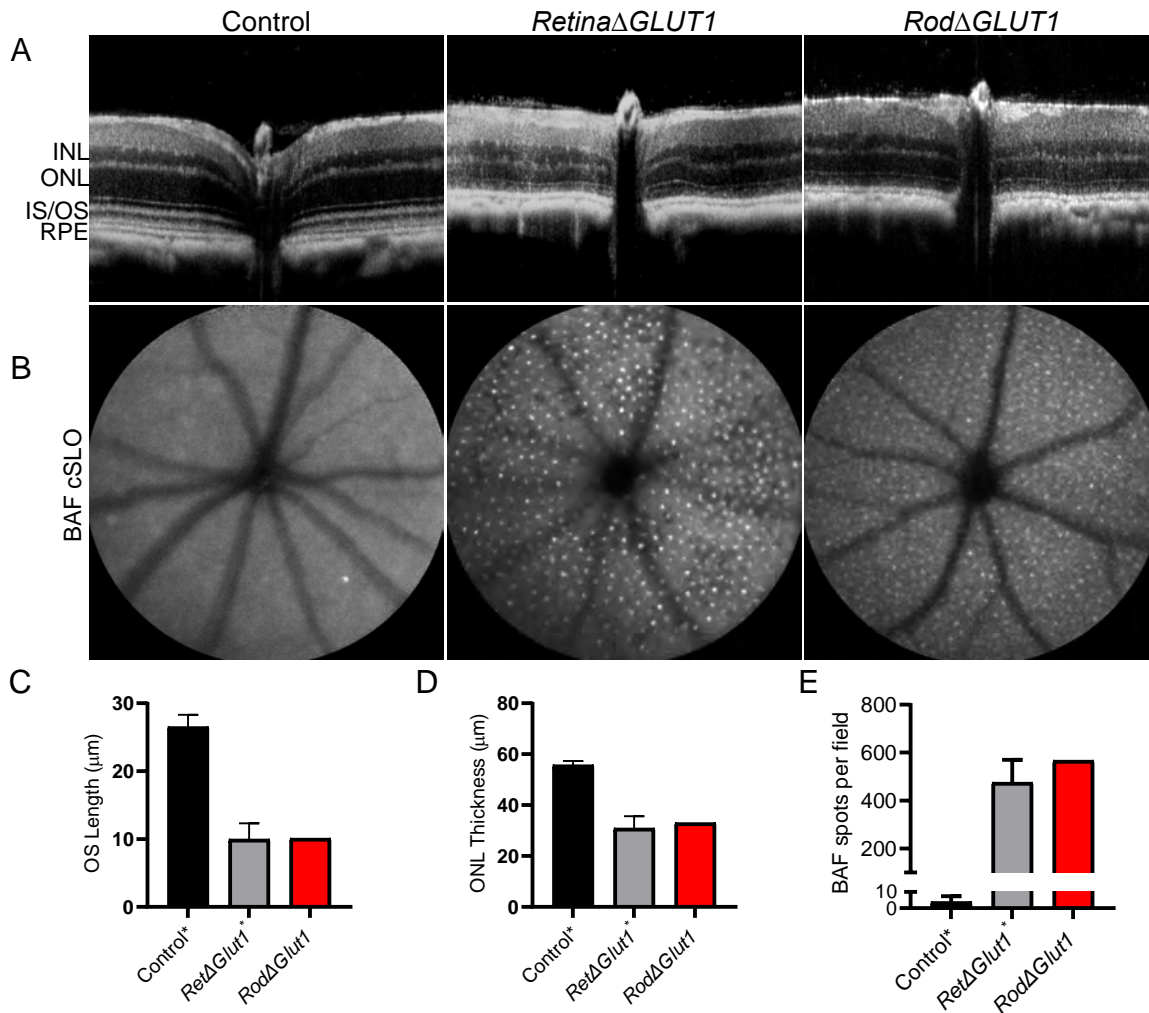 Control
RetinaΔGLUT1
RodΔGLUT1
A
INL
ONL
IS/OS
RPE
B
BAF cSLO
C
OS Length (μm)
30
20
10
0
Control*
RetΔGlut1*
RodΔGlut1
D
ONL Thickness (μm)
80
60
40
20
0
Control*
RetΔGlut1*
RodΔGlut1
E
BAF spots per field
800
600
400
200
10
0
Control*
RetΔGlut1*
RodΔGlut1